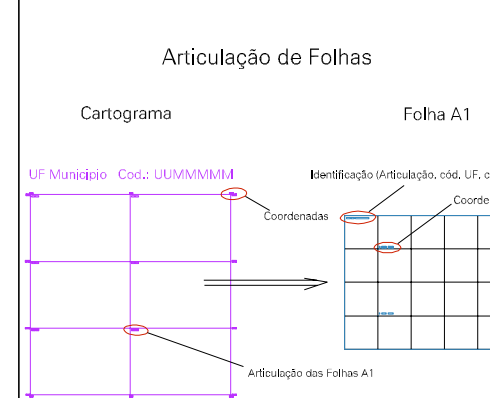 Articulação de Folhas
Cartograma
Folha A1
UF Município Cod.: UUMMMMM
Identificação (Articulação, cód, UF, c
Coorde
Coordenadas
Articulação das Folhas A1